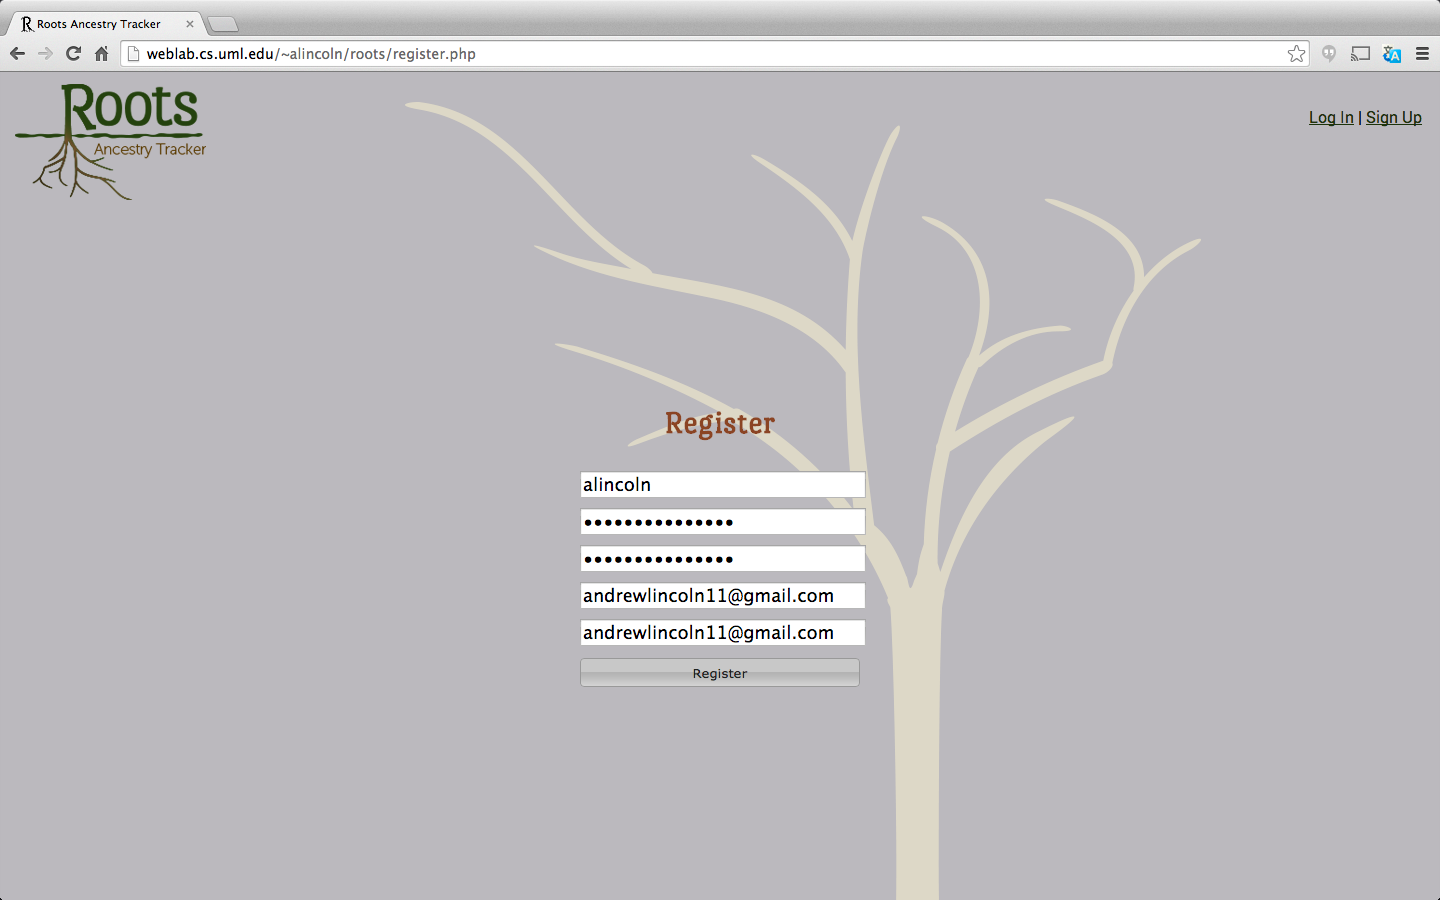 Roots Ancestry Tracker
weblab.cs.uml.edu/~alincoln/roots/register.php
Roots
Ancestry Tracker
Log In | Sign Up
Register
alincoln
•••••••••••••••
•••••••••••••••
andrewlincoln11@gmail.com
andrewlincoln11@gmail.com
Register